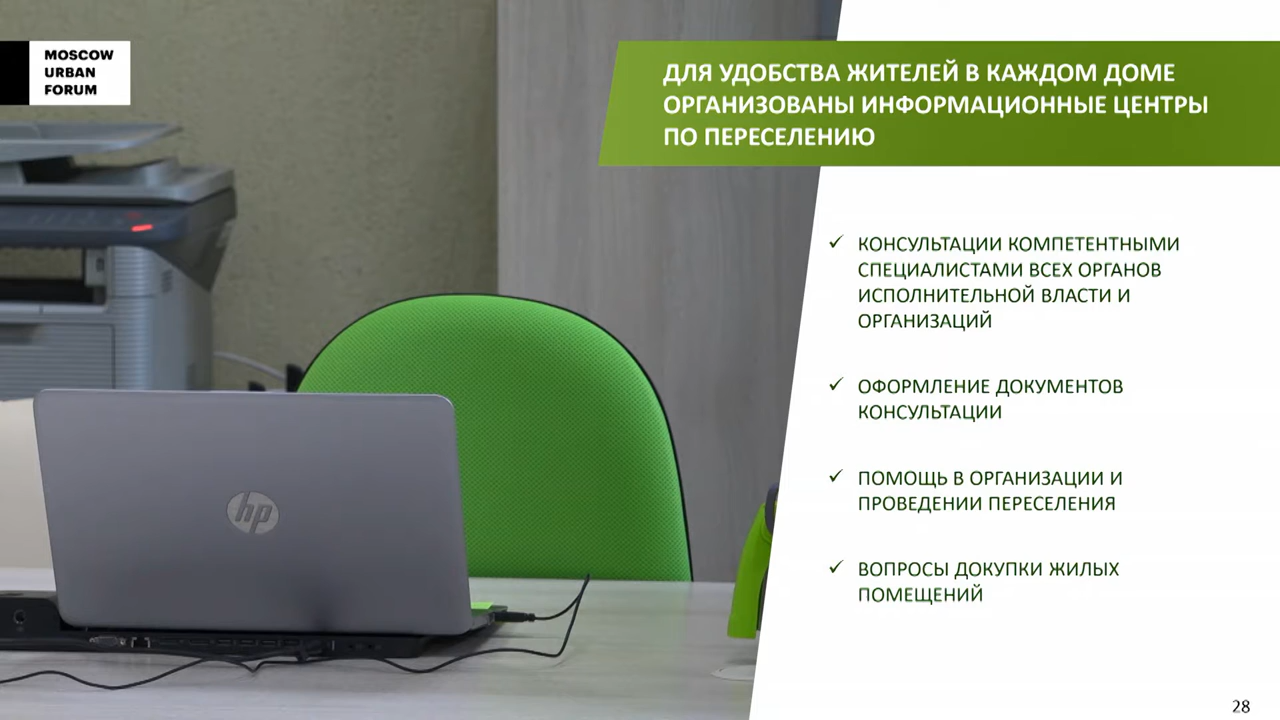 MOSCOW
URBAN
FORUM
ДЛЯ УДОБСТВА ЖИТЕЛЕЙ В КАЖДОМ ДОМЕ
ОРГАНИЗОВАНЫ ИНФОРМАЦИОННЫЕ ЦЕНТРЫ
ПО ПЕРЕСЕЛЕНИЮ
✓ КОНСУЛЬТАЦИИ КОМПЕТЕНТНЫМИ
СПЕЦИАЛИСТАМИ ВСЕХ ОРГАНОВ
ИСПОЛНИТЕЛЬНОЙ ВЛАСТИ И
ОРГАНИЗАЦИЙ
✓ ОФОРМЛЕНИЕ ДОКУМЕНТОВ
КОНСУЛЬТАЦИИ
✓ ПОМОЩЬ В ОРГАНИЗАЦИИ И
ПРОВЕДЕНИИ ПЕРЕСЕЛЕНИЯ
✓ ВОПРОСЫ ДОКУПКИ ЖИЛЫХ
ПОМЕЩЕНИЙ
hp
28